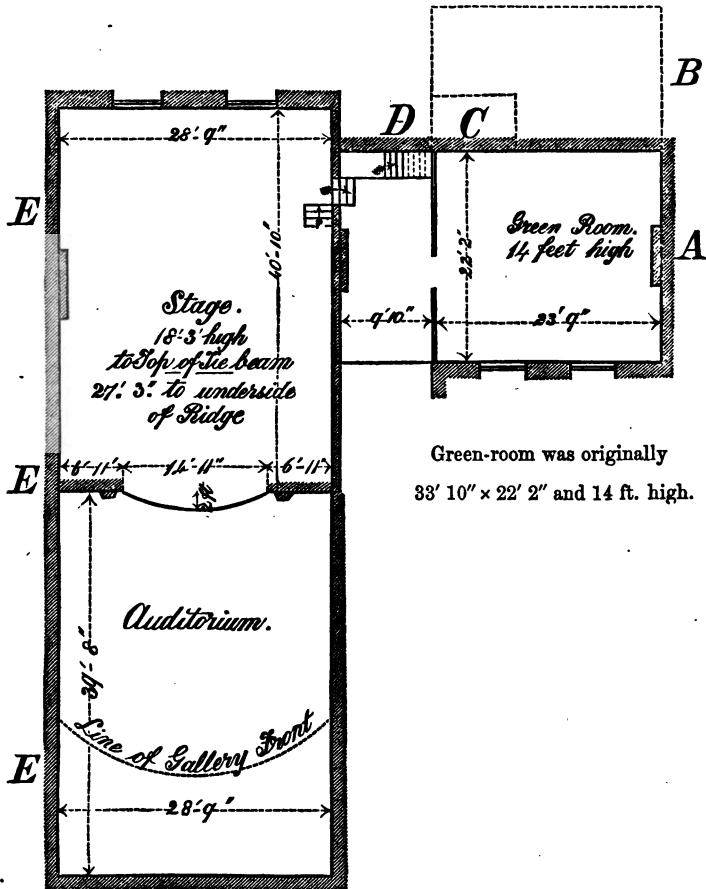 B
D C
28'-9"
E
40'-10"
Green Room.
14 feet high
22'-2"
A
9'10"
23'9"
Stage.
18'3' high
to Top of Tie beam
27'. 3". to underside
of Ridge
6'-11"
14'-11"
6'-11"
E
Green-room was originally
33' 10" × 22' 2" and 14 ft. high.
Auditorium.
39'-8"
Line of Gallery Front
E
28'-9"